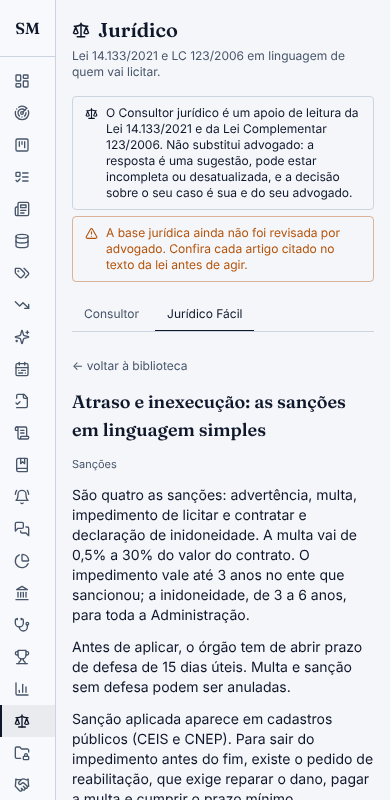 SM
Jurídico
Lei 14.133/2021 e LC 123/2006 em linguagem de
quem vai licitar.
O Consultor jurídico é um apoio de leitura da
Lei 14.133/2021 e da Lei Complementar
123/2006. Não substitui advogado: a
resposta é uma sugestão, pode estar
incompleta ou desatualizada, e a decisão
sobre o seu caso é sua e do seu advogado.
A base jurídica ainda não foi revisada por
advogado. Confira cada artigo citado no
texto da lei antes de agir.
Consultor Jurídico Fácil
← voltar à biblioteca
Atraso e inexecução: as sanções
em linguagem simples
Sanções
São quatro as sanções: advertência, multa,
impedimento de licitar e contratar e
declaração de inidoneidade. A multa vai de
0,5% a 30% do valor do contrato. O
impedimento vale até 3 anos no ente que
sancionou; a inidoneidade, de 3 a 6 anos,
para toda a Administração.
Antes de aplicar, o órgão tem de abrir prazo
de defesa de 15 dias úteis. Multa e sanção
sem defesa podem ser anuladas.
Sanção aplicada aparece em cadastros
públicos (CEIS e CNEP). Para sair do
impedimento antes do fim, existe o pedido de
reabilitação, que exige reparar o dano, pagar
a multa e cumprir o prazo mínimo